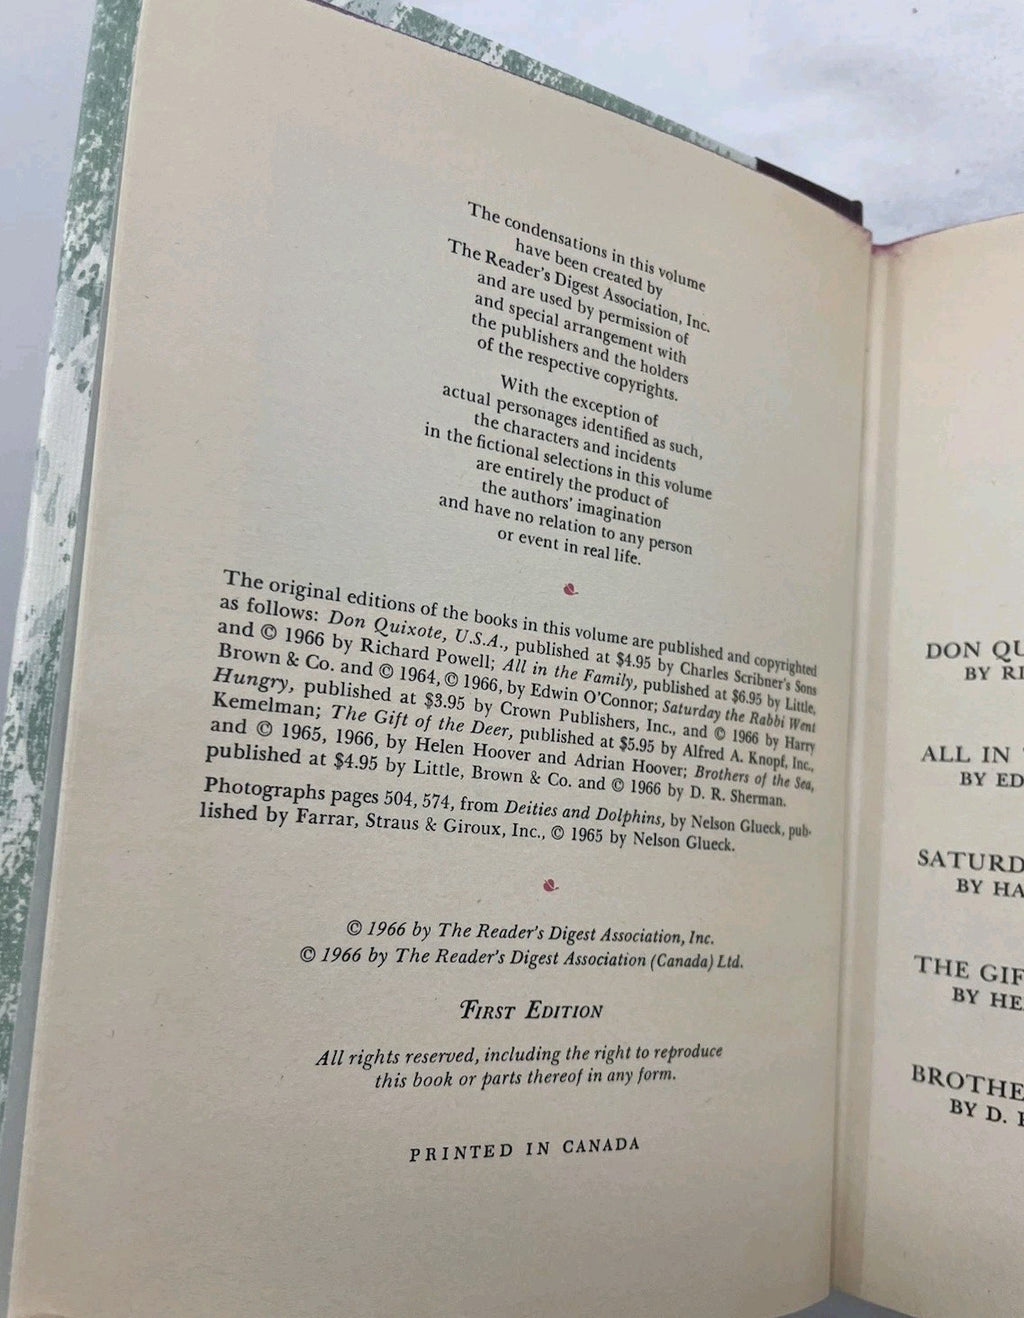 The condensations in this volume
have been created by
The Reader's Digest Association, Inc.
and are used by permission of
and special arrangement with
the publishers and the holders
of the respective copyrights.
With the exception of
actual personages identified as such,
the characters and incidents
in the fictional selections in this volume
are entirely the product of
the authors' imagination
and have no relation to any person
or event in real life.
The original editions of the books in this volume are published and copyrighted
as follows: Don Quixote, U.S.A., published at $4.95 by Charles Scribner's Sons
and © 1966 by Richard Powell; All in the Family, published at $6.95 by Little,
Brown & Co. and © 1964, © 1966, by Edwin O'Connor; Saturday the Rabbi Went
Hungry, published at $3.95 by Crown Publishers, Inc., and © 1966 by Harry
Kemelman; The Gift of the Deer, published at $5.95 by Alfred A. Knopf, Inc.,
and © 1965, 1966, by Helen Hoover and Adrian Hoover; Brothers of the Sea,
published at $4.95 by Little, Brown & Co. and © 1966 by D. R. Sherman.
Photographs pages 504, 574, from Deities and Dolphins, by Nelson Glueck, pub-
lished by Farrar, Straus & Giroux, Inc., © 1965 by Nelson Glueck.
© 1966 by The Reader's Digest Association, Inc.
© 1966 by The Reader's Digest Association (Canada) Ltd.
FIRST EDITION
All rights reserved, including the right to reproduce
this book or parts thereof in any form.
PRINTED IN CANADA
DON QU
BY RI
ALL IN
BY ED
SATURD
BY HA
THE GIF
BY HE
BROTHE
BY D.